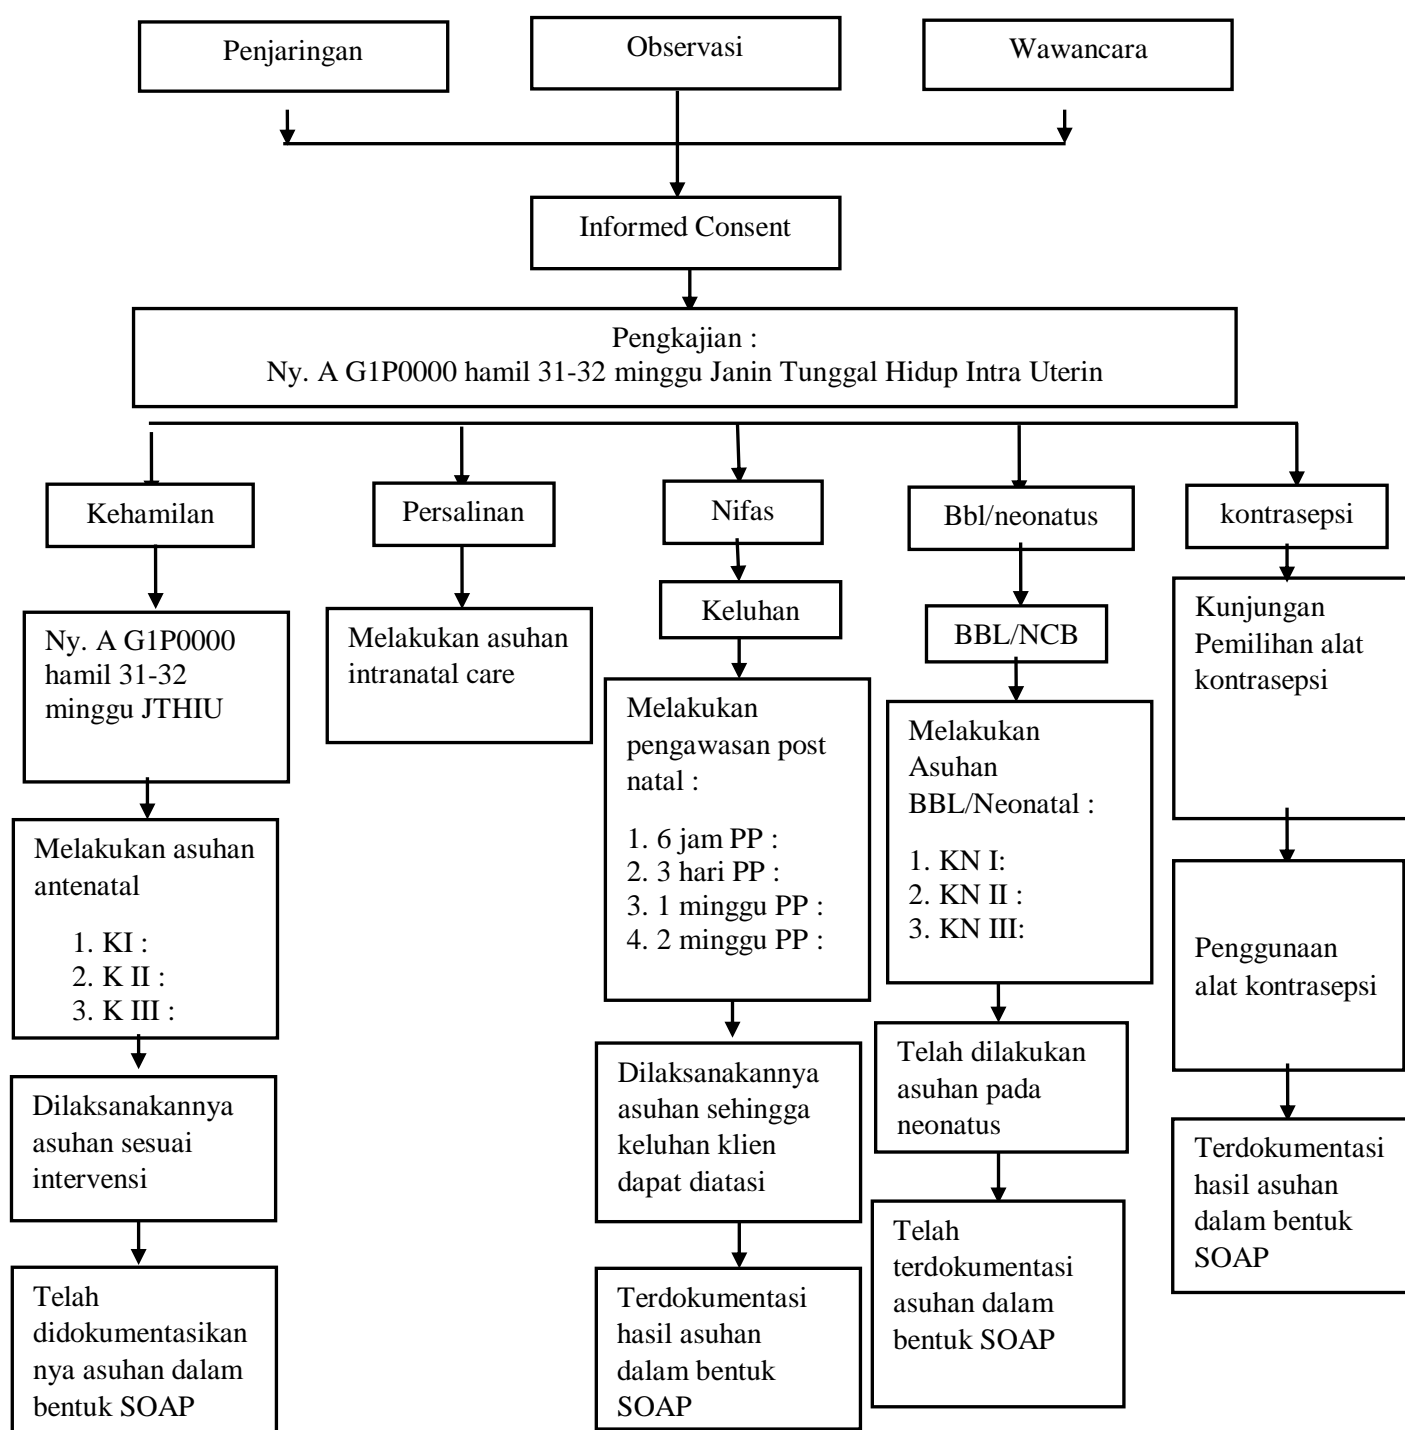 Penjaringan
Observasi
Wawancara
Informed Consent
Pengkajian :
Ny. A G1P0000 hamil 31-32 minggu Janin Tunggal Hidup Intra Uterin
Kehamilan
Persalinan
Nifas
Bbl/neonatus
kontrasepsi
Ny. A G1P0000
hamil 31-32
minggu JTHIU
Melakukan asuhan
antenatal
1. KI :
2. K II :
3. K III :
Dilaksanakannya
asuhan sesuai
intervensi
Telah
didokumentasikan
nya asuhan dalam
bentuk SOAP
Melakukan asuhan
intranatal care
Keluhan
Melakukan
pengawasan post
natal :
1. 6 jam PP :
2. 3 hari PP :
3. 1 minggu PP :
4. 2 minggu PP :
Dilaksanakannya
asuhan sehingga
keluhan klien
dapat diatasi
Terdokumentasi
hasil asuhan
dalam bentuk
SOAP
BBL/NCB
Melakukan
Asuhan
BBL/Neonatal :
1. KN I:
2. KN II :
3. KN III:
Telah dilakukan
asuhan pada
neonatus
Telah
terdokumentasi
asuhan dalam
bentuk SOAP
Kunjungan
Pemilihan alat
kontrasepsi
Penggunaan
alat kontrasepsi
Terdokumentasi
hasil asuhan
dalam bentuk
SOAP